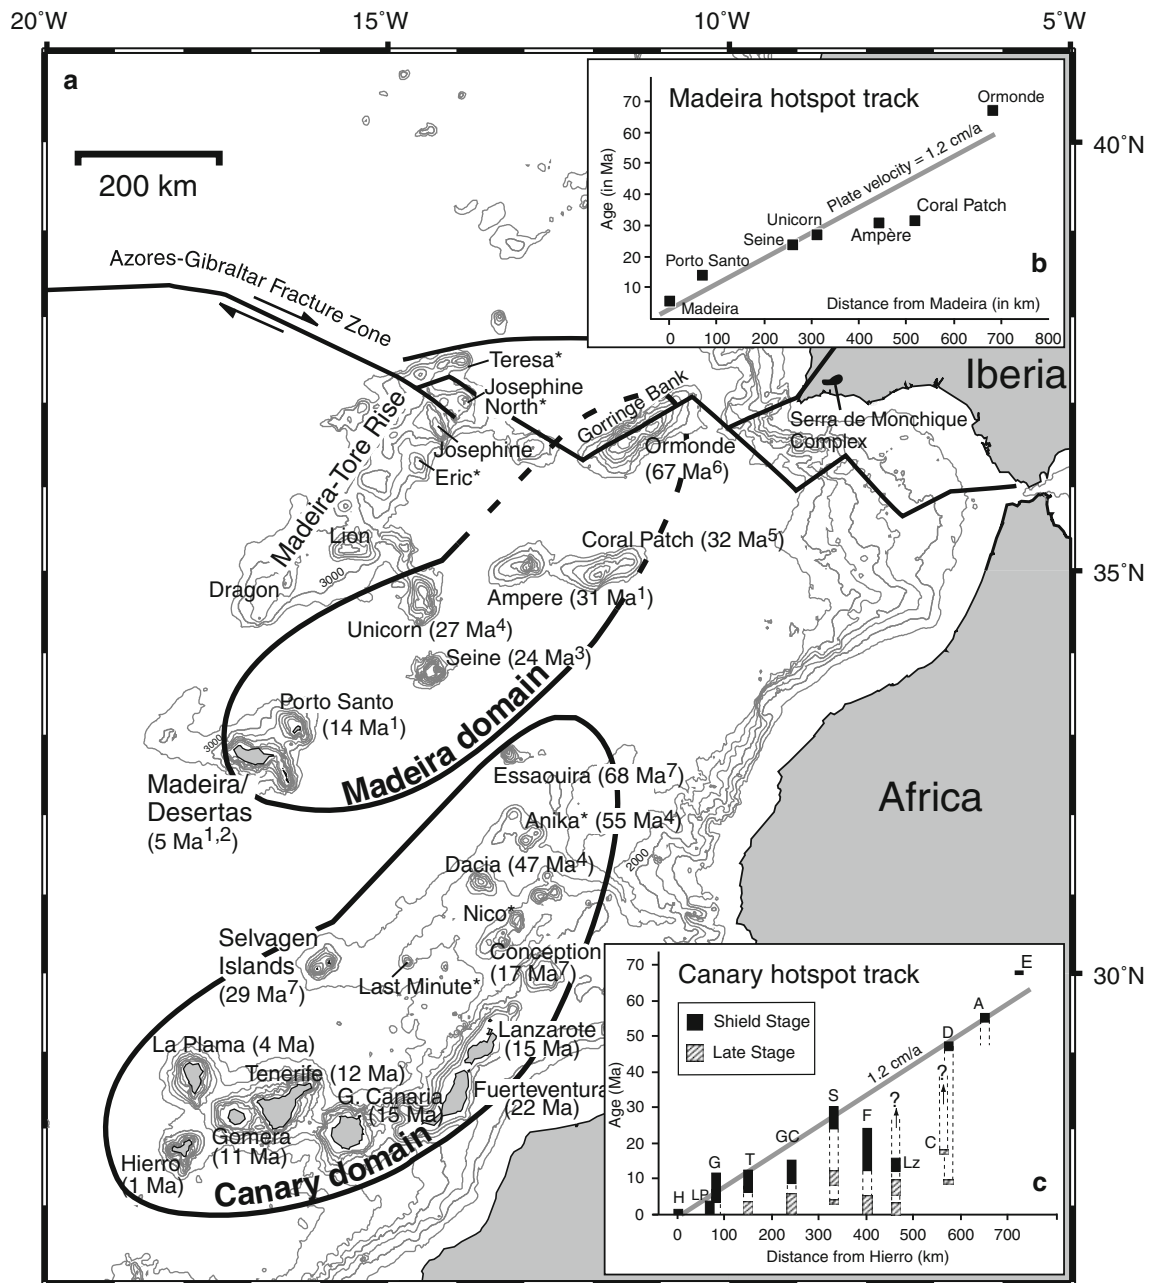 20˚W
15˚W
10˚W
5˚W
a
200 km
40˚N
35˚N
30˚N
Azores-Gibraltar Fracture Zone
Madeira hotspot track
Age (in Ma)
70
60
50
40
30
20
10
Ormonde
Plate velocity = 1.2 cm/a
Coral Patch
Unicorn
Ampère
Seine
Porto Santo
Madeira
b
Distance from Madeira (in km)
0 100 200 300 400 500 600 700 800
Teresa*
Josephine
North*
Josephine
Eric*
Madeira-Tore Rise
Gorringe Bank
Ormonde
(67 Ma6)
Iberia
Serra de Monchique
Complex
Lion
Dragon
3000
Coral Patch (32 Ma5)
Ampere (31 Ma1)
Unicorn (27 Ma4)
Seine (24 Ma3)
Porto Santo
(14 Ma1)
3000
Madeira/
Desertas
(5 Ma1,2)
Madeira domain
Africa
Essaouira (68 Ma7)
Anika* (55 Ma4)
2000
Dacia (47 Ma4)
Nico*
Conception
(17 Ma7)
Selvagen
Islands
(29 Ma7)
Last Minute*
Lanzarote
(15 Ma)
La Plama (4 Ma)
Tenerife (12 Ma)
G. Canaria
(15 Ma)
Fuerteventura
(22 Ma)
Gomera
(11 Ma)
Hierro
(1 Ma)
Canary domain
Canary hotspot track
Shield Stage
Late Stage
Age (Ma)
70
60
50
40
30
20
10
0
1.2 cm/a
H
LP
G
T
GC
S
F
?
Lz
?
C
D
A
E
c
0 100 200 300 400 500 600 700
Distance from Hierro (km)